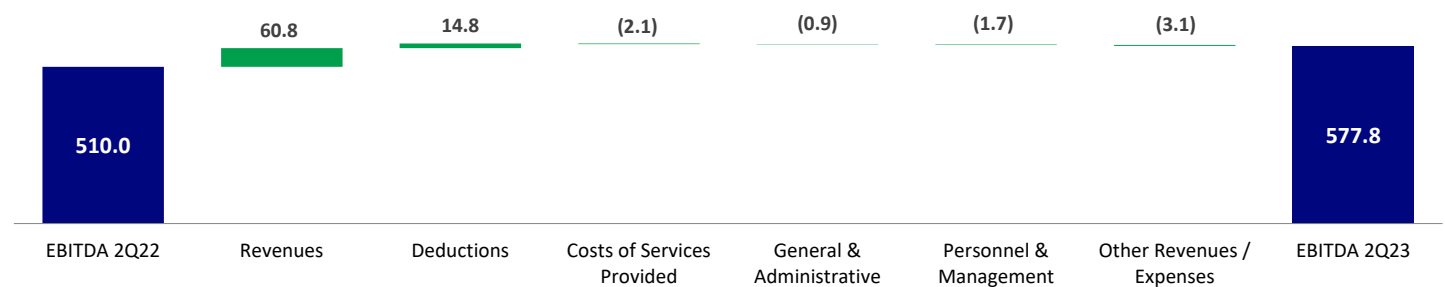 60.8
14.8
(2.1)
(0.9)
(1.7)
(3.1)
510.0
577.8
EBITDA 2Q22
Revenues
Deductions
Costs of Services
Provided
General &
Administrative
Personnel &
Management
Other Revenues /
Expenses
EBITDA 2Q23